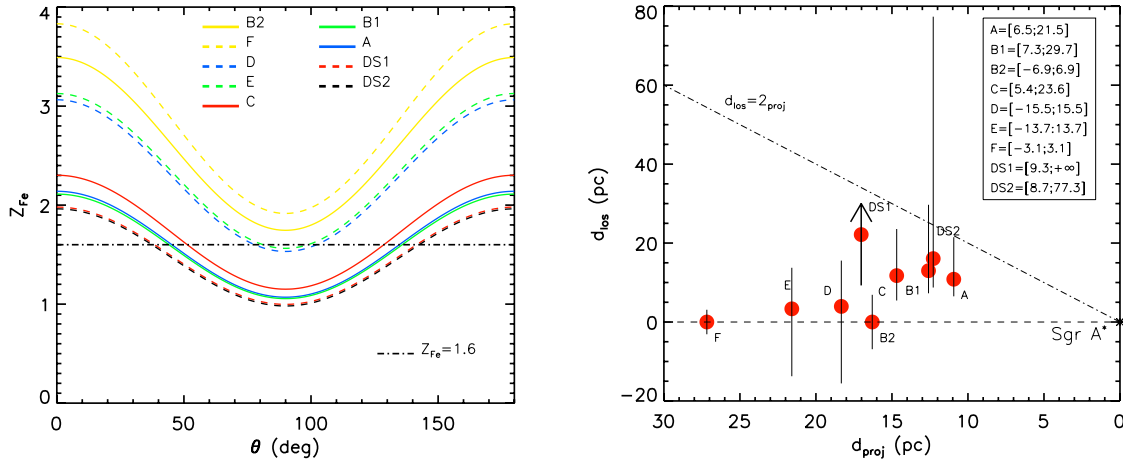 4
3
2
1
0
Z_Fe
B2
F
D
E
C
B1
A
DS1
DS2
Z_Fe=1.6
0
50
100
150
θ (deg)
80
60
40
20
0
−20
d_los (pc)
d_los=2_proj
A=[6.5;21.5]
B1=[7.3;29.7]
B2=[−6.9;6.9]
C=[5.4;23.6]
D=[−15.5;15.5]
E=[−13.7:13.7]
F=[−3.1;3.1]
DS1=[9.3;+∞]
DS2=[8.7;77.3]
DS1
DS2
E
D
C
B1
A
F
B2
Sgr A*
30
20
10
0
d_proj (pc)